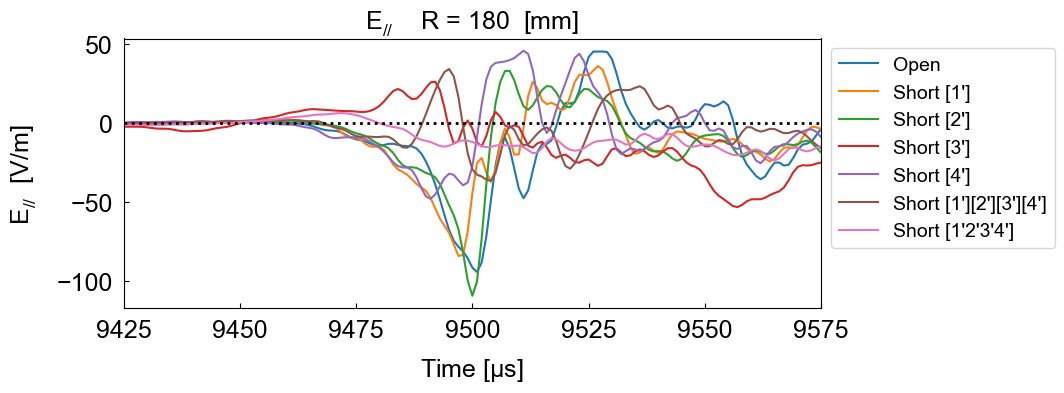 E// R = 180 [mm]
E// [V/m]
50
0
−50
−100
9425 9450 9475 9500 9525 9550 9575
Time [μs]
Open
Short [1']
Short [2']
Short [3']
Short [4']
Short [1'][2'][3'][4']
Short [1'2'3'4']